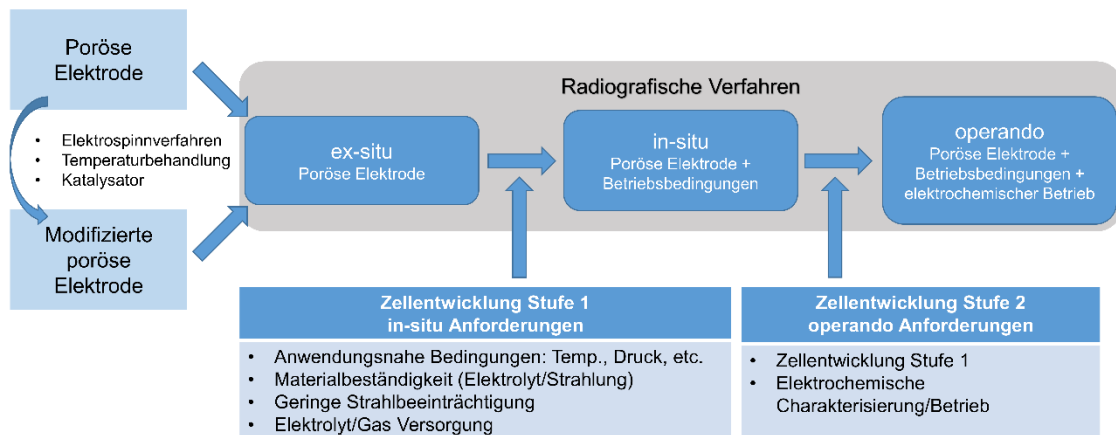 Poröse
Elektrode
• Elektrospinnverfahren
• Temperaturbehandlung
• Katalysator
Modifizierte
poröse
Elektrode
Radiografische Verfahren
ex-situ
Poröse Elektrode
in-situ
Poröse Elektrode +
Betriebsbedingungen
operando
Poröse Elektrode +
Betriebsbedingungen +
elektrochemischer Betrieb
Zellentwicklung Stufe 1
in-situ Anforderungen
• Anwendungsnahe Bedingungen: Temp., Druck, etc.
• Materialbeständigkeit (Elektrolyt/Strahlung)
• Geringe Strahlbeeinträchtigung
• Elektrolyt/Gas Versorgung
Zellentwicklung Stufe 2
operando Anforderungen
• Zellentwicklung Stufe 1
• Elektrochemische
Charakterisierung/Betrieb